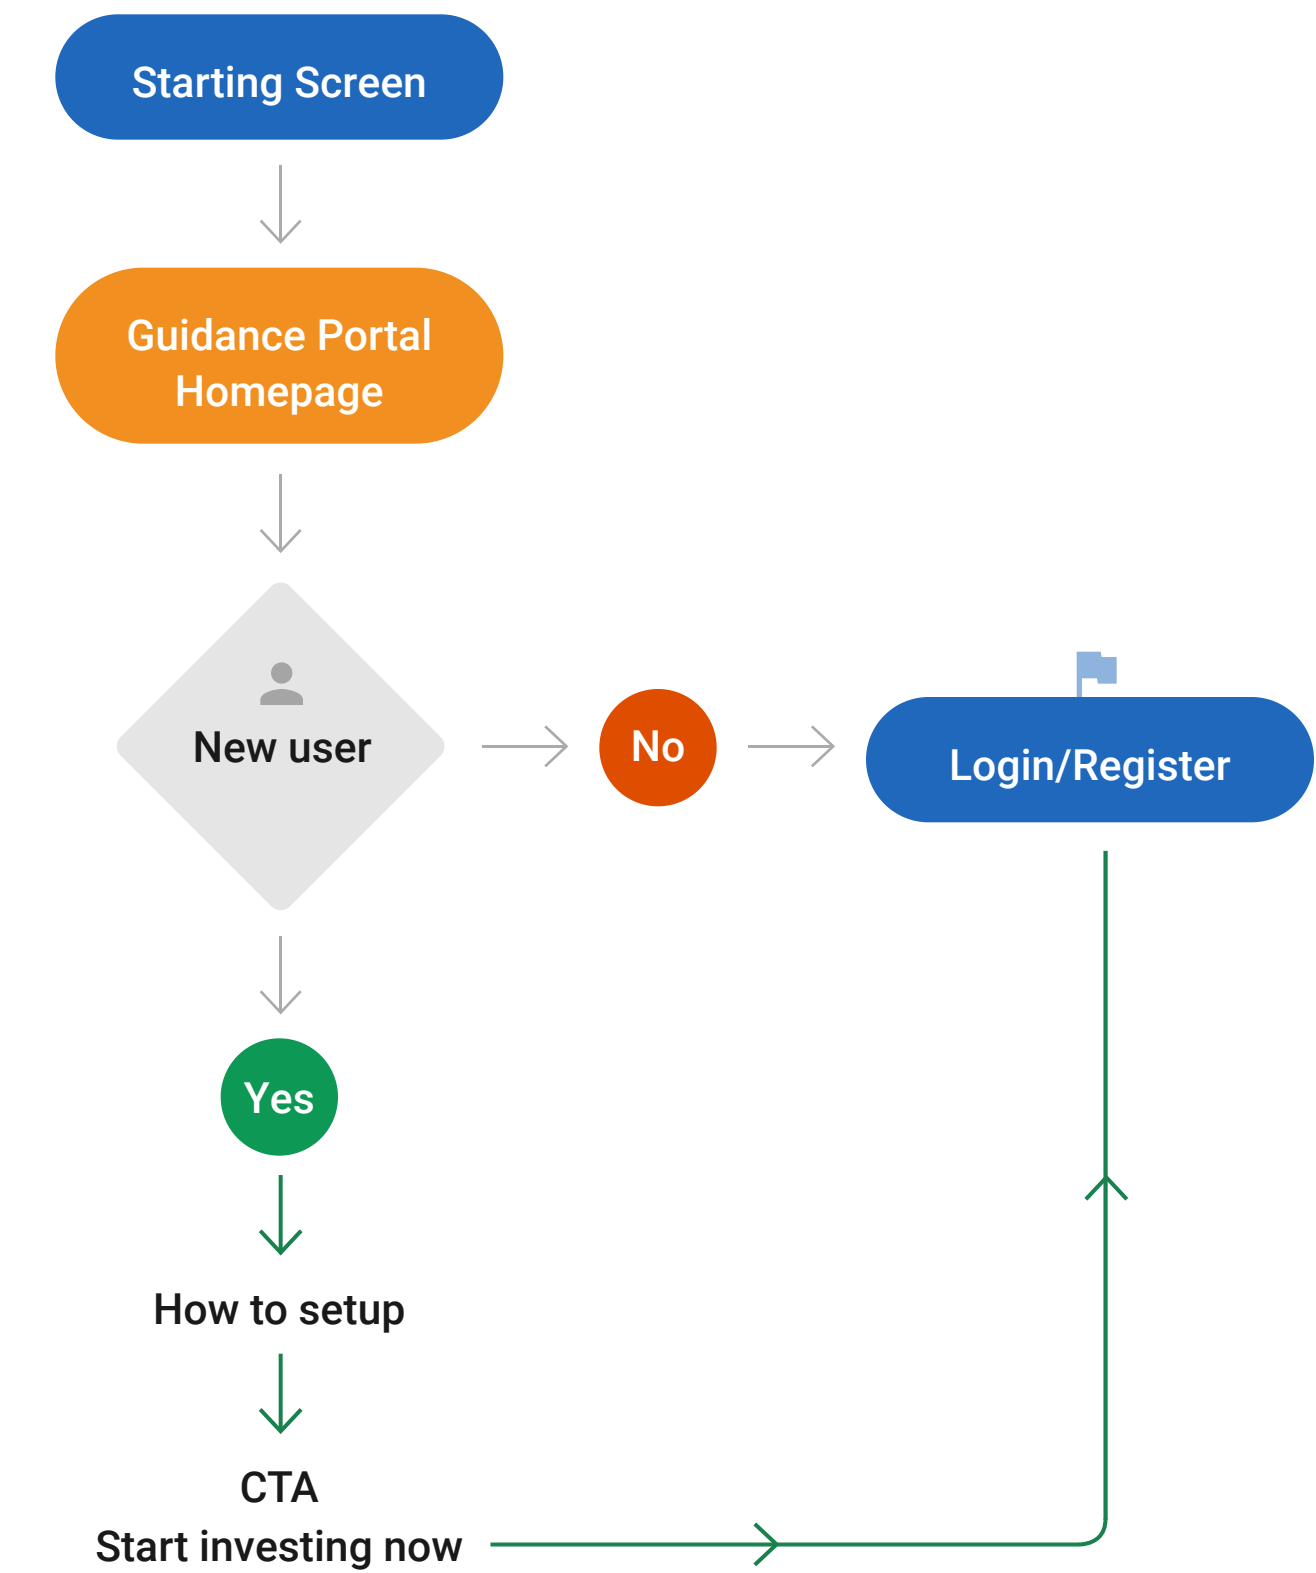 Starting Screen
Guidance Portal
Homepage
New user
No
Login/Register
Yes
How to setup
CTA
Start investing now